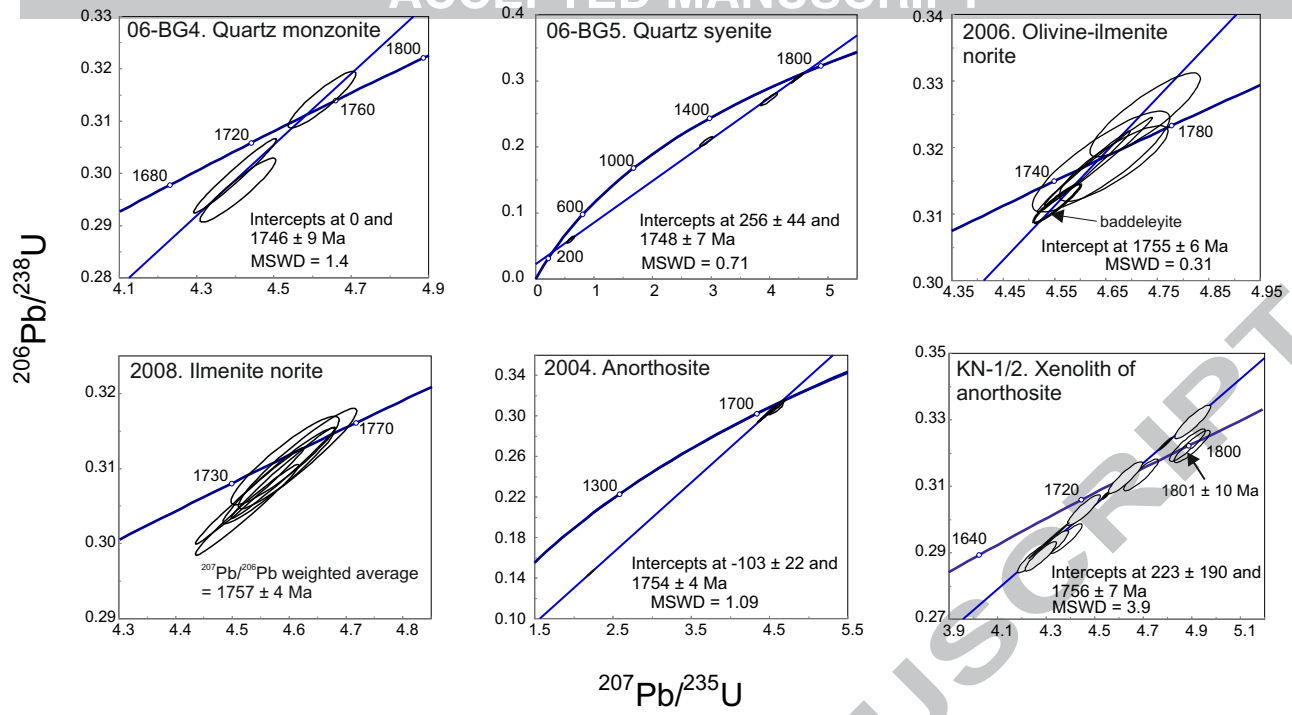 ACCEPTED MANUSCRIPT
06-BG4. Quartz monzonite
0.33
0.32
0.31
0.30
0.29
0.28
4.1
4.3
4.5
4.7
4.9
1680
1720
1760
1800
Intercepts at 0 and
1746 ± 9 Ma
MSWD = 1.4
06-BG5. Quartz syenite
0.4
0.3
0.2
0.1
0.0
0
1
2
3
4
5
200
600
1000
1400
1800
Intercepts at 256 ± 44 and
1748 ± 7 Ma
MSWD = 0.71
2006. Olivine-ilmenite
norite
0.34
0.33
0.32
0.31
0.30
4.35
4.45
4.55
4.65
4.75
4.85
4.95
1740
1780
baddeleyite
Intercept at 1755 ± 6 Ma
MSWD = 0.31
206Pb/238U
2008. Ilmenite norite
0.32
0.31
0.30
0.29
4.3
4.4
4.5
4.6
4.7
4.8
1730
1770
207Pb/206Pb weighted average
= 1757 ± 4 Ma
2004. Anorthosite
0.34
0.30
0.26
0.22
0.18
0.14
0.10
1.5
2.5
3.5
4.5
5.5
1300
1700
Intercepts at -103 ± 22 and
1754 ± 4 Ma
MSWD = 1.09
KN-1/2. Xenolith of
anorthosite
0.35
0.33
0.31
0.29
0.27
3.9
4.1
4.3
4.5
4.7
4.9
5.1
1640
1720
1800
1801 ± 10 Ma
Intercepts at 223 ± 190 and
1756 ± 7 Ma
MSWD = 3.9
207Pb/235U
USCRIPT